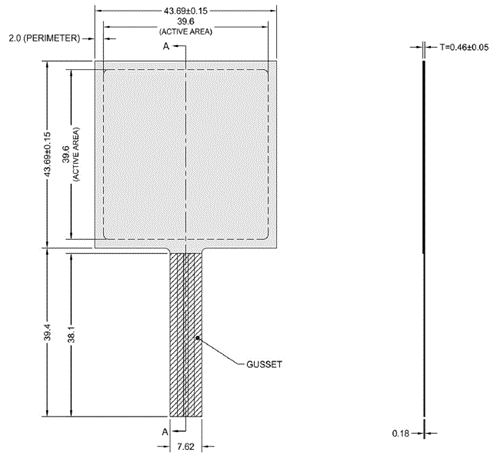 43.69±0.15
39.6
(ACTIVE AREA)
2.0 (PERIMETER)
A
T=0.46±0.05
43.69±0.15
39.6
(ACTIVE AREA)
39.4
38.1
GUSSET
A
7.62
0.18